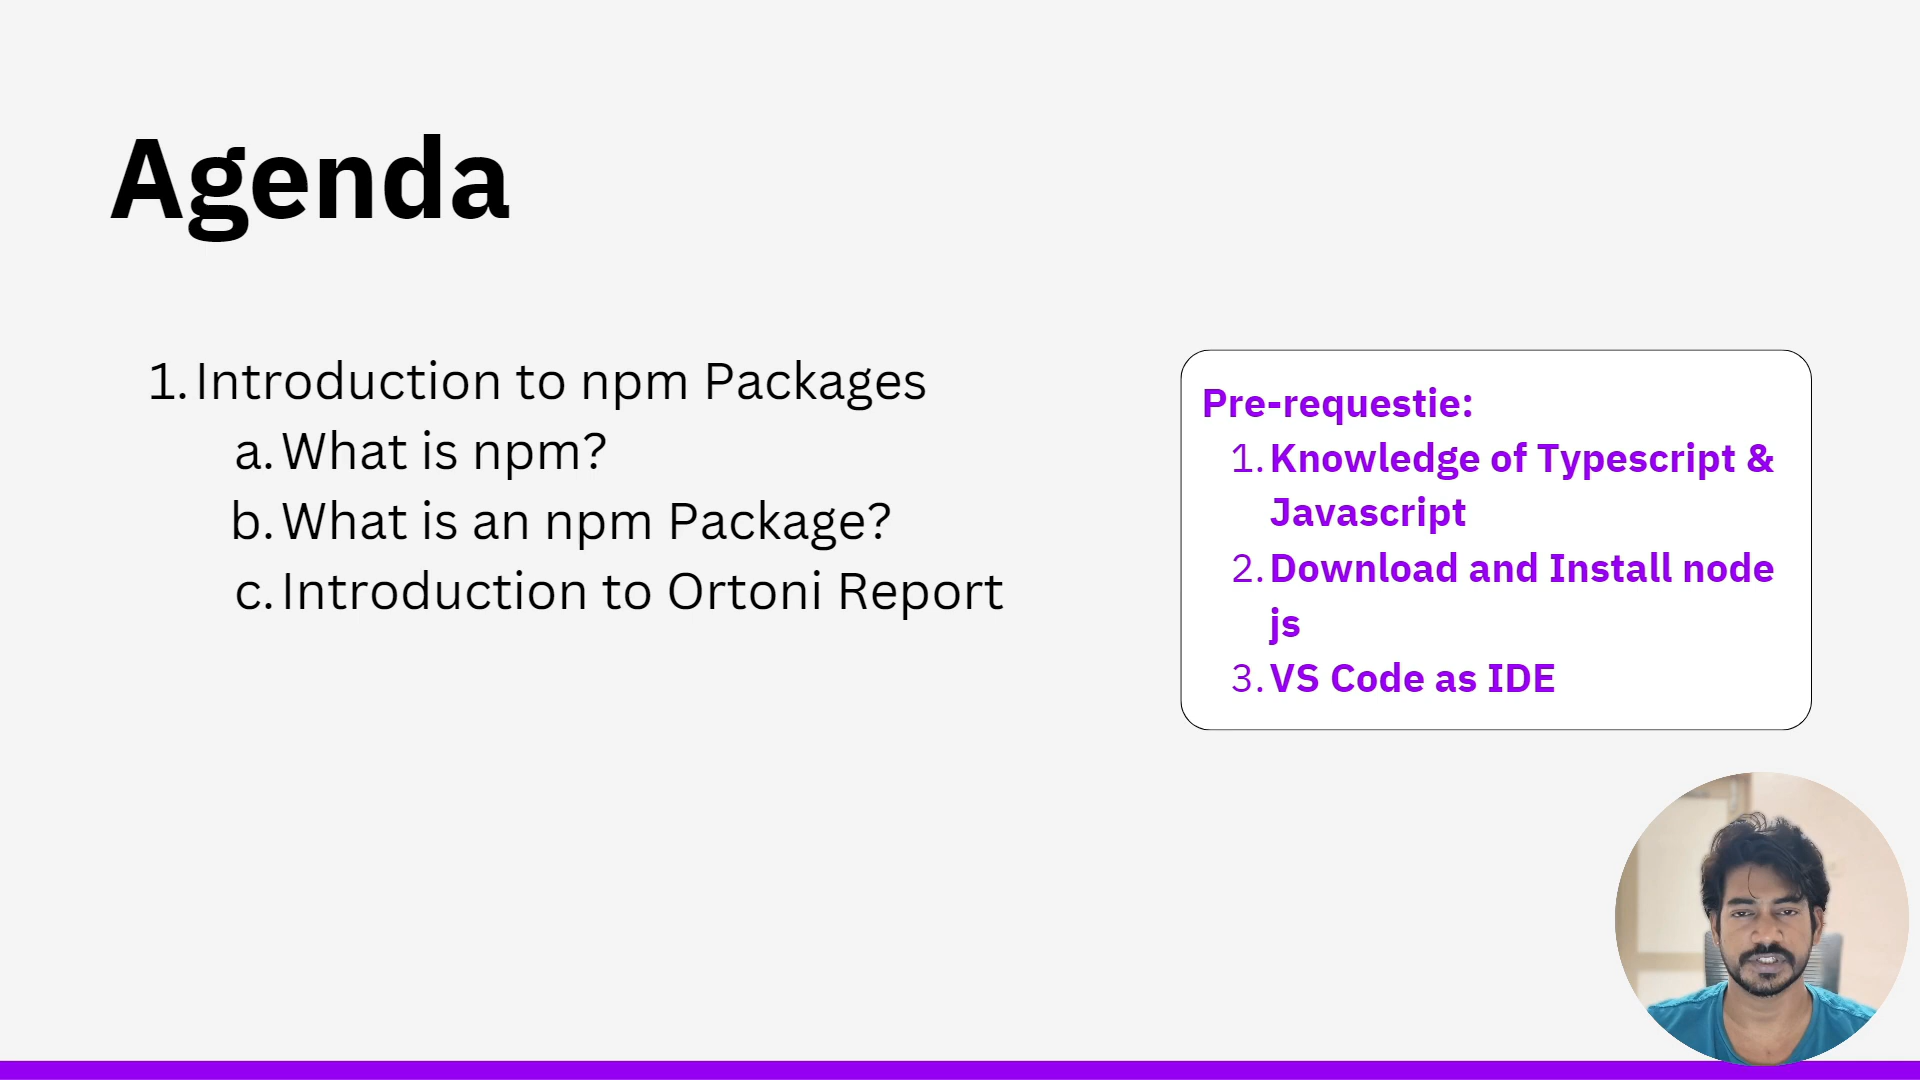 Agenda
1. Introduction to npm Packages
a. What is npm?
b. What is an npm Package?
c. Introduction to Ortoni Report
Pre-requestie:
1. Knowledge of Typescript &
Javascript
2. Download and Install node
js
3. VS Code as IDE